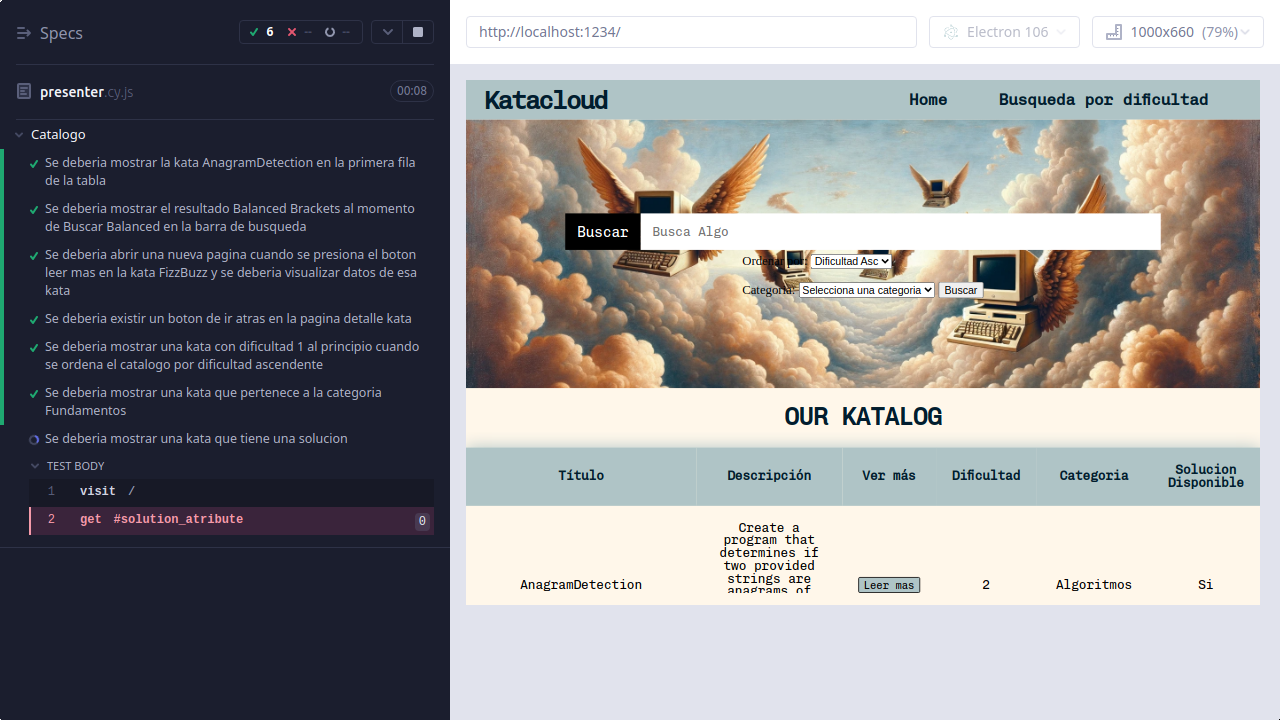 Specs
6 -- --
presenter.cy.js
00:08
Catalogo
Se deberia mostrar la kata AnagramDetection en la primera fila
de la tabla
Se deberia mostrar el resultado Balanced Brackets al momento
de Buscar Balanced en la barra de busqueda
Se deberia abrir una nueva pagina cuando se presiona el boton
leer mas en la kata FizzBuzz y se deberia visualizar datos de esa
kata
Se deberia existir un boton de ir atras en la pagina detalle kata
Se deberia mostrar una kata con dificultad 1 al principio cuando
se ordena el catalogo por dificultad ascendente
Se deberia mostrar una kata que pertenece a la categoria
Fundamentos
Se deberia mostrar una kata que tiene una solucion
TEST BODY
1 visit /
2 get #solution_atribute 0
http://localhost:1234/
Electron 106
1000x660 (79%)
Katacloud
Home
Busqueda por dificultad
Buscar
Busca Algo
Ordenar por: Dificultad Asc
Categoria: Selecciona una categoria Buscar
OUR KATALOG
Título
Descripción
Ver más
Dificultad
Categoria
Solucion
Disponible
AnagramDetection
Create a
program that
determines if
two provided
strings are
anagrams of
Leer mas
2
Algoritmos
Si